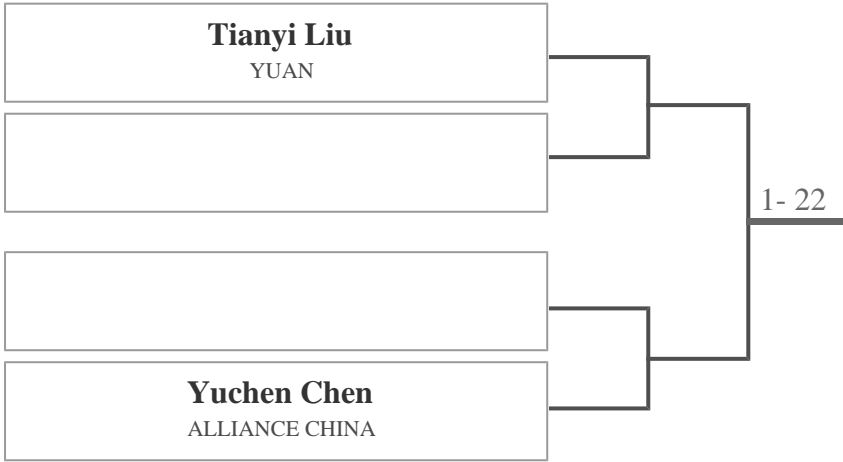 Tianyi Liu
YUAN
1- 22
Yuchen Chen
ALLIANCE CHINA